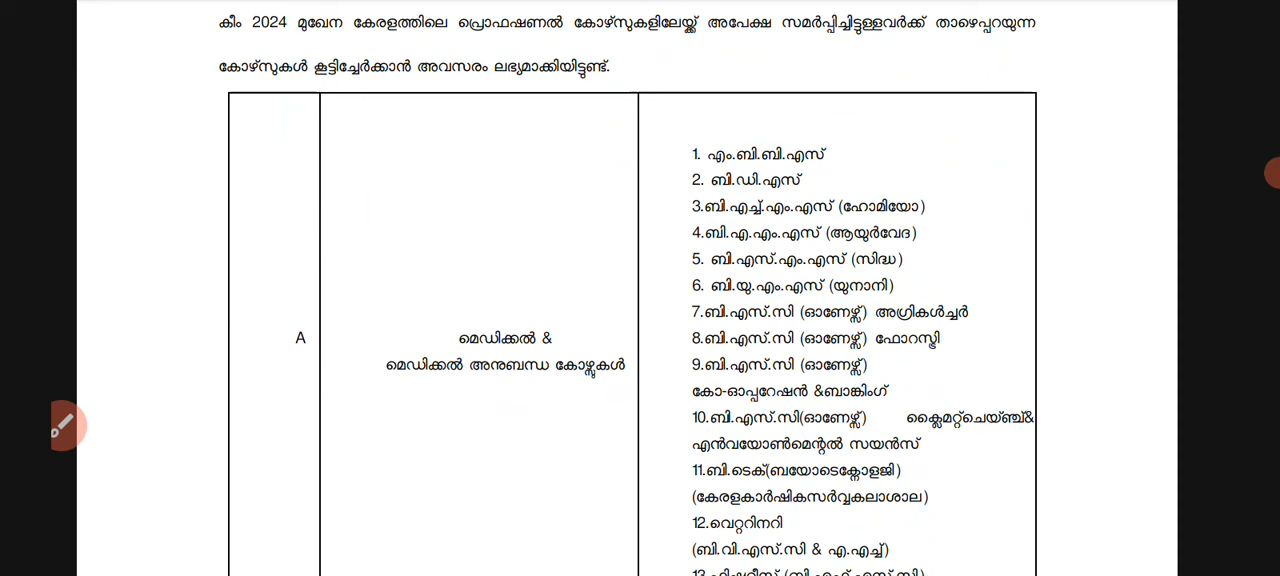 കീം 2024 മുഖേന കേരളത്തിലെ പ്രൊഫഷണൽ കോഴ്സുകളിലേയ്ക്ക് അപേക്ഷ സമർപ്പിച്ചിട്ടുള്ളവർക്ക് താഴെപ്പറയുന്ന
കോഴ്സുകൾ കൂട്ടിച്ചേർക്കാൻ അവസരം ലഭ്യമാക്കിയിട്ടുണ്ട്.
1. എം.ബി.ബി.എസ്
2. ബി.ഡി.എസ്
3.ബി.എച്ച്.എം.എസ് (ഹോമിയോ)
4.ബി.എ.എം.എസ് (ആയുർവേദ)
5. ബി.എസ്.എം.എസ് (സിദ്ധ)
6. ബി.യു.എം.എസ് (യുനാനി)
7.ബി.എസ്.സി (ഓണേഴ്സ്) അഗ്രികൾച്ചർ
A
മെഡിക്കൽ &
മെഡിക്കൽ അനുബന്ധ കോഴ്സുകൾ
8.ബി.എസ്.സി (ഓണേഴ്സ്) ഫോറസ്ട്രി
9.ബി.എസ്.സി (ഓണേഴ്സ്)
കോ-ഓപ്പറേഷൻ &ബാങ്കിംഗ്
10.ബി.എസ്.സി(ഓണേഴ്സ്) ക്ലൈമറ്റ്ചെയ്ഞ്ച്&
എൻവയോൺമെന്റൽ സയൻസ്
11.ബി.ടെക്(ബയോടെക്നോളജി)
(കേരളകാർഷികസർവ്വകലാശാല)
12.വെറ്ററിനറി
(ബി.വി.എസ്.സി & എ.എച്ച്)